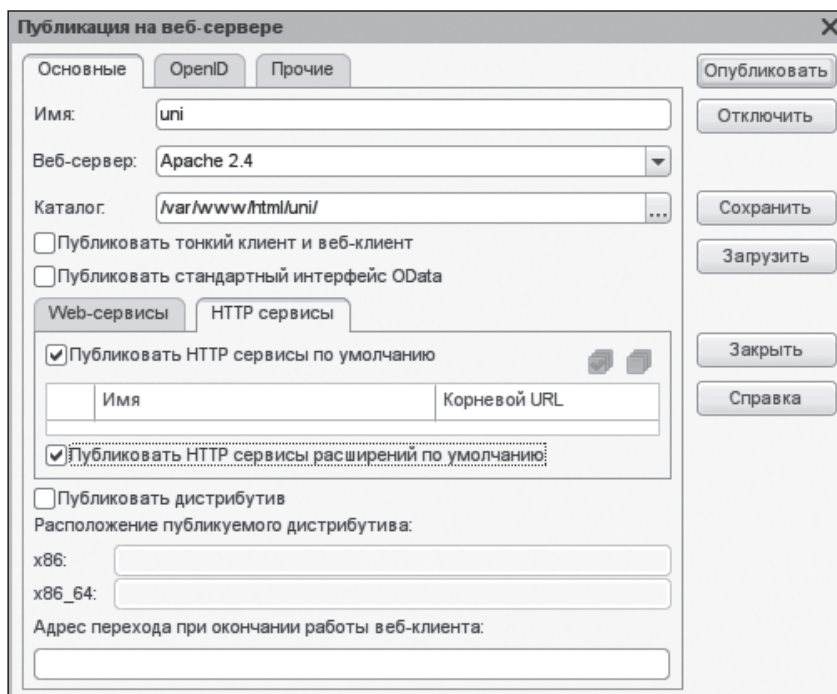 Публикация на веб-сервере
Основные OpenID Прочие
Опубликовать
Имя: uni
Отключить
Веб-сервер: Apache 2.4
Каталог: /var/www/html/uni/ ...
Сохранить
Публиковать тонкий клиент и веб-клиент
Загрузить
Публиковать стандартный интерфейс OData
Web-сервисы HTTP сервисы
Публиковать HTTP сервисы по умолчанию
Закрыть
Имя Корневой URL
Справка
Публиковать HTTP сервисы расширений по умолчанию
Публиковать дистрибутив
Расположение публикуемого дистрибутива:
x86:
x86_64:
Адрес перехода при окончании работы веб-клиента: